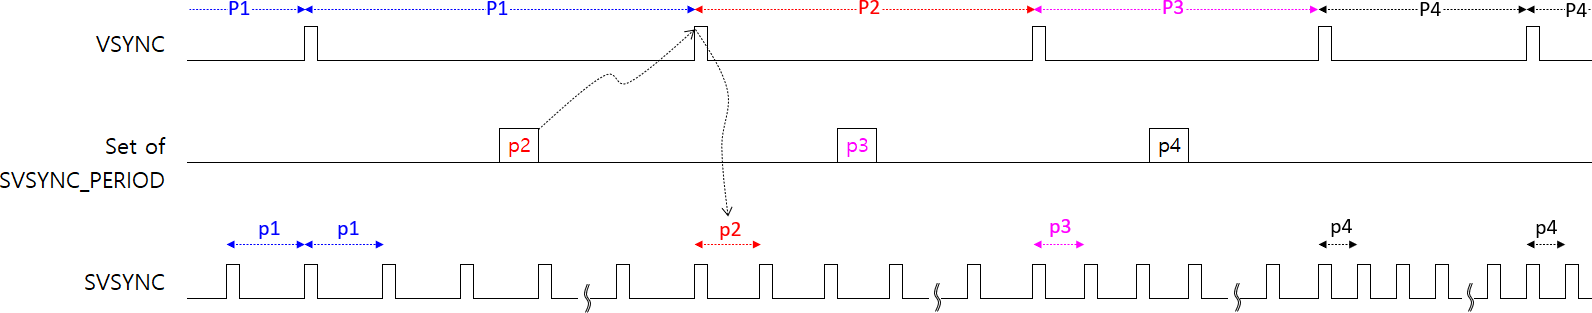 P1 P1 P2 P3 P4 P4
VSYNC
Set of
SVSYNC_PERIOD
p2 p3 p4
p1 p1 p2 p3 p4 p4
SVSYNC